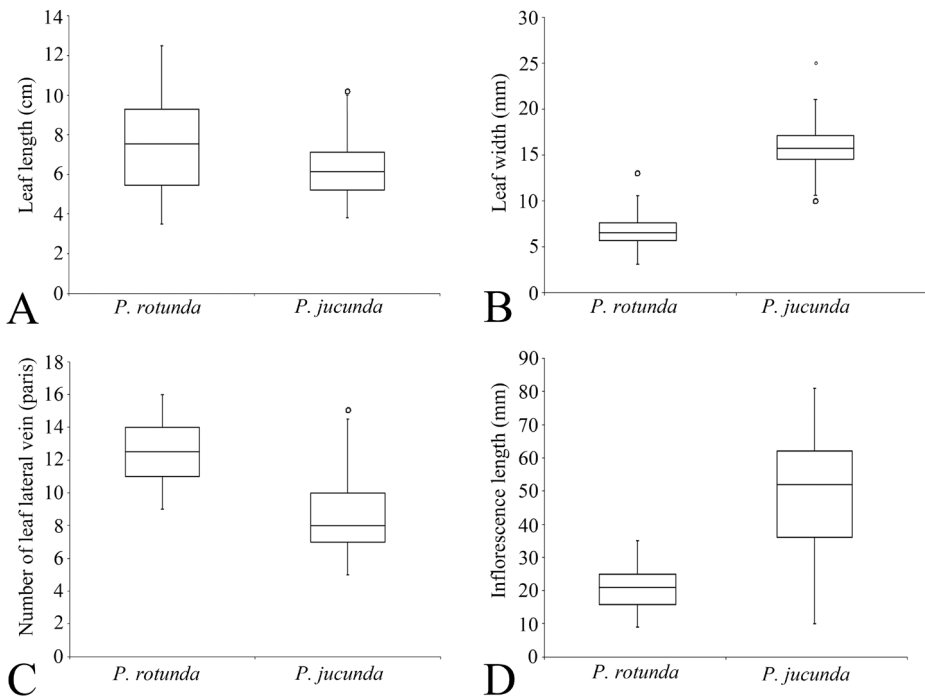 Leaf length (cm)
14
12
10
8
6
4
2
0
P. rotunda P. jucunda
A
Leaf width (mm)
30
25
20
15
10
5
0
P. rotunda P. jucunda
B
Number of leaf lateral vein (paris)
18
16
14
12
10
8
6
4
2
0
P. rotunda P. jucunda
C
Inflorescence length (mm)
90
80
70
60
50
40
30
20
10
0
P. rotunda P. jucunda
D